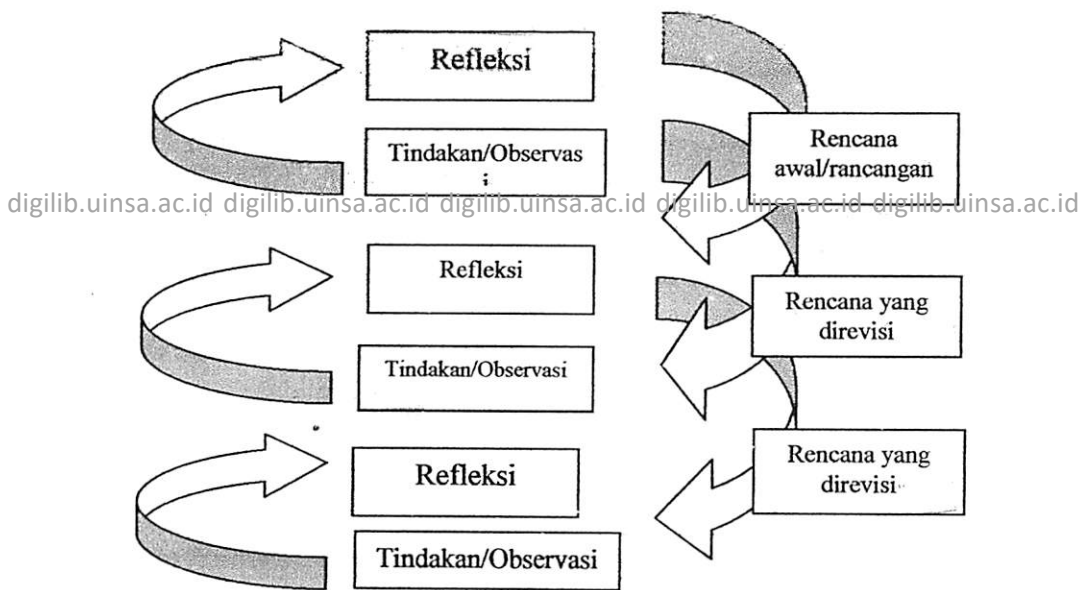 Refleksi
Tindakan/Observas
i
Rencana
awal/rancangan
digilib.uinsa.ac.id digilib.uinsa.ac.id digilib.uinsa.ac.id digilib.uinsa.ac.id digilib.uinsa.ac.id
Refleksi
Rencana yang
direvisi
Tindakan/Observasi
Refleksi
Rencana yang
direvisi
Tindakan/Observasi